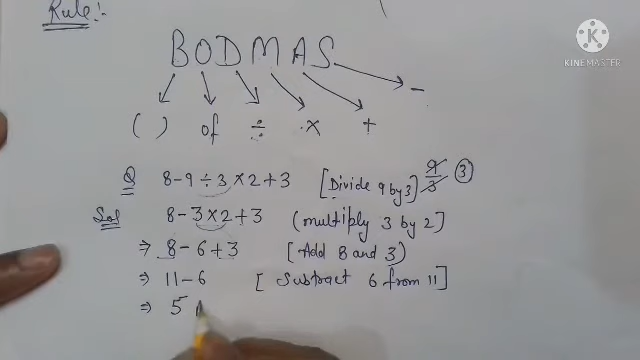 Rule:-
K
KINEMASTER
BODMAS
( ) of ÷ × + -
Q 8-9÷3×2+3 [Divide 9 by 3] 9/3 3
Sol 8-3×2+3 (multiply 3 by 2]
⇒ 8-6+3 [Add 8 and 3)
⇒ 11-6 [Subtract 6 from 11]
⇒ 5